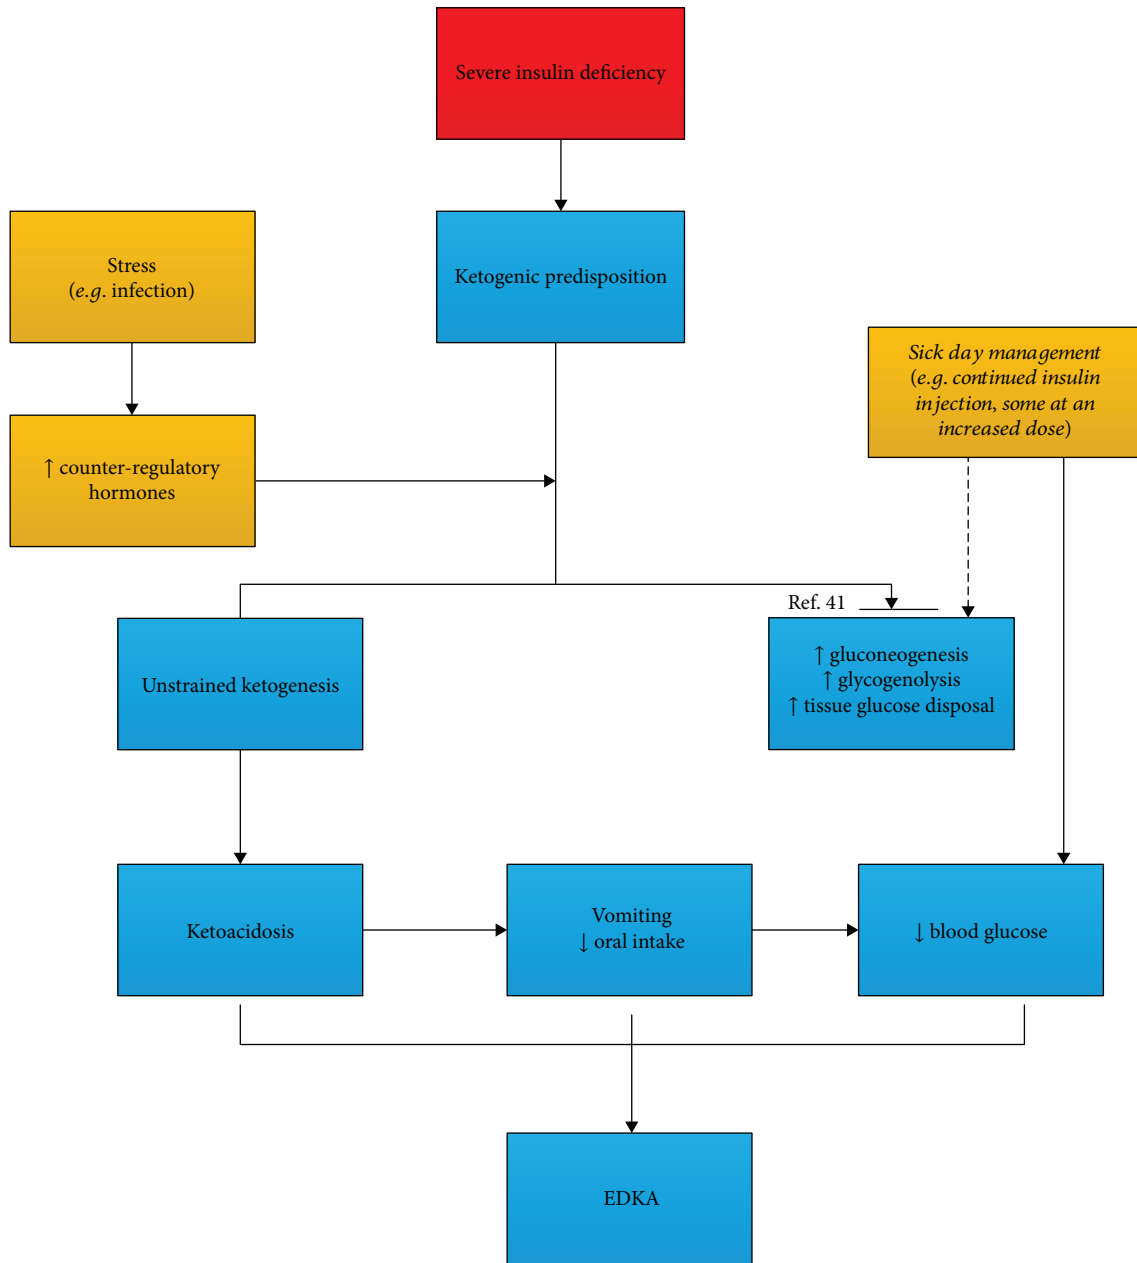 Severe insulin deficiency
Stress
(e.g. infection)
Ketogenic predisposition
Sick day management
(e.g. continued insulin
injection, some at an
increased dose)
↑ counter-regulatory
hormones
Ref. 41
Unstrained ketogenesis
↑ gluconeogenesis
↑ glycogenolysis
↑ tissue glucose disposal
Ketoacidosis
Vomiting
↓ oral intake
↓ blood glucose
EDKA